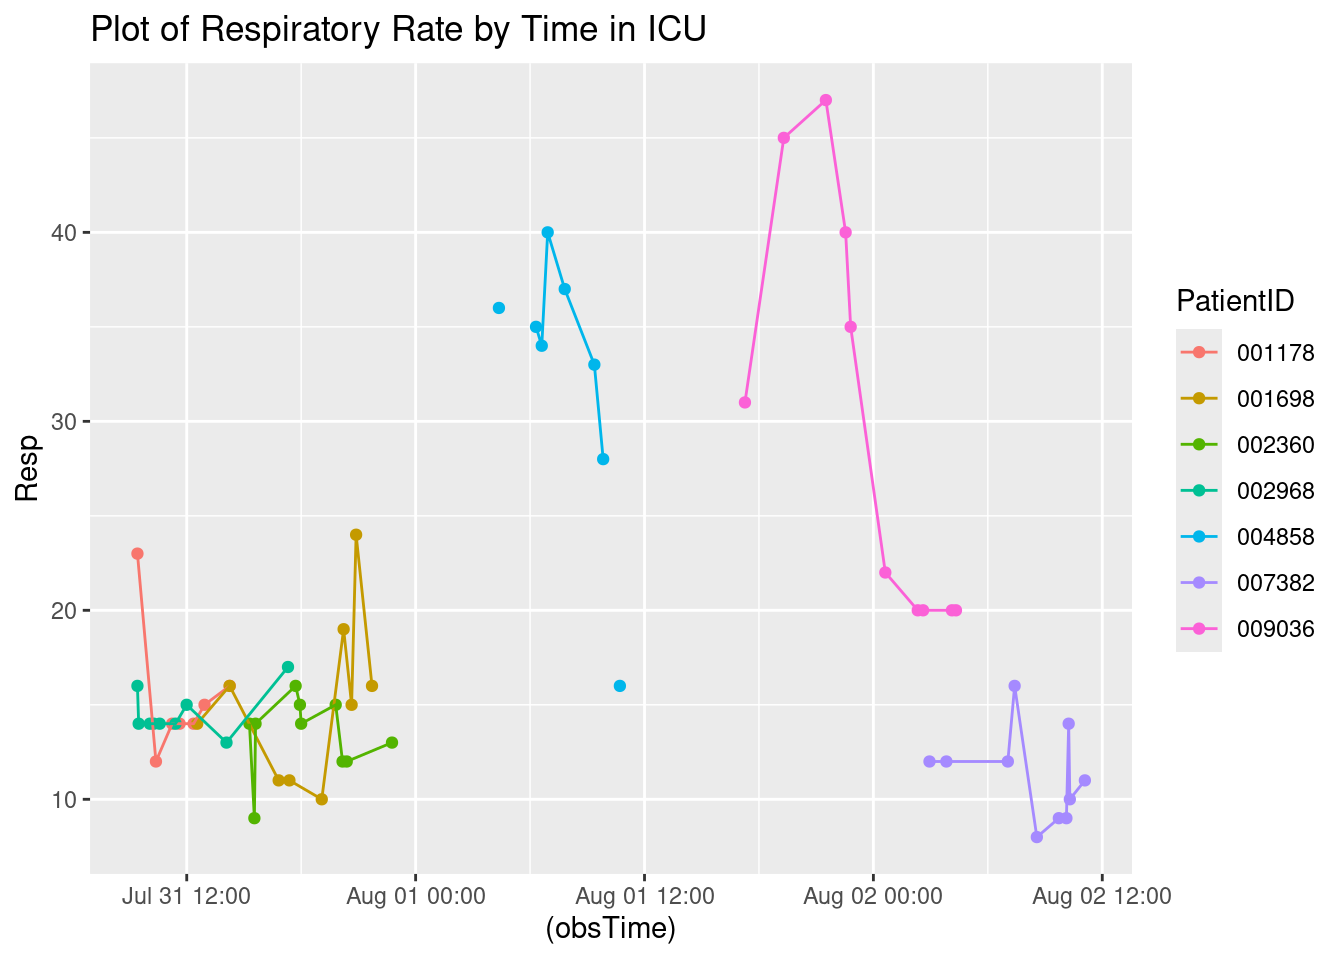 Plot of Respiratory Rate by Time in ICU
Resp
40
30
20
10
Jul 31 12:00
Aug 01 00:00
Aug 01 12:00
Aug 02 00:00
Aug 02 12:00
(obsTime)
PatientID
001178
001698
002360
002968
004858
007382
009036